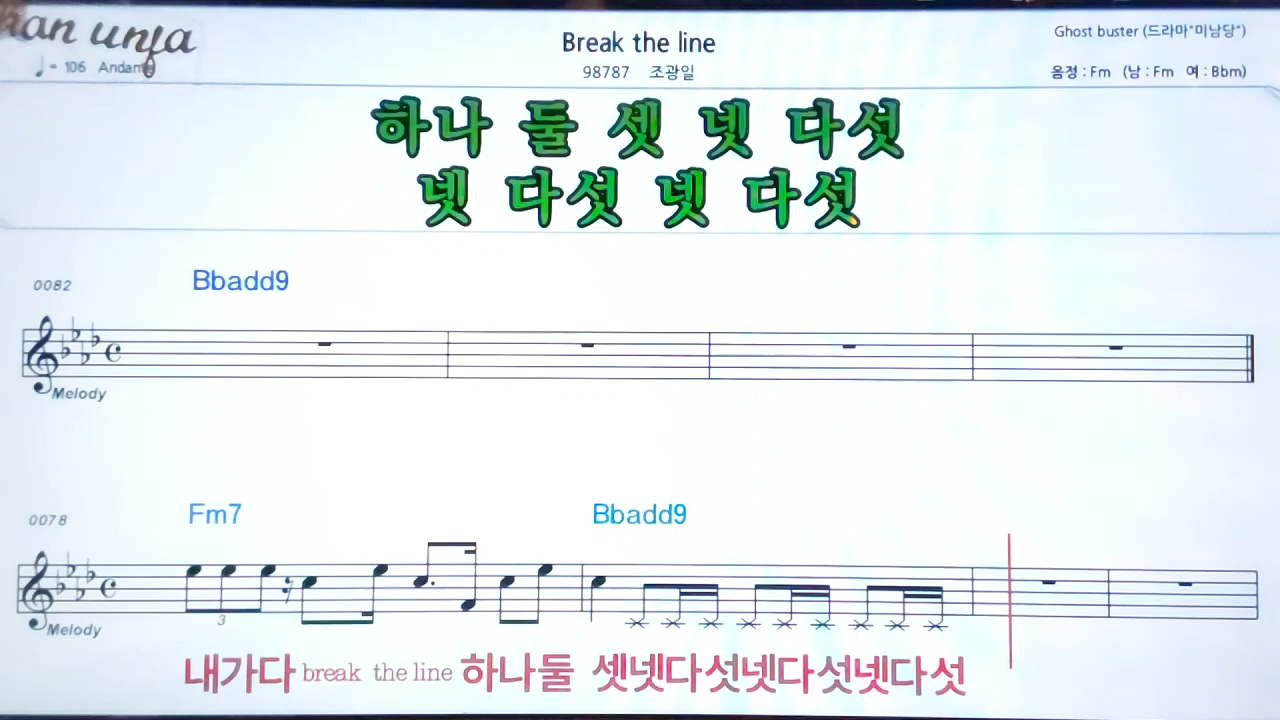 Break the line
Ghost buster (드라마"미남당")
♩= 106 Andante
98787 조광일
음정 : Fm (남 : Fm 여 : Bbm)
하나 둘 셋 넷 다섯
넷 다섯 넷 다섯
0082
Bbadd9
Melody
0078
Fm7 Bbadd9
3
Melody
내가다 break the line 하나둘 셋넷다섯넷다섯넷다섯